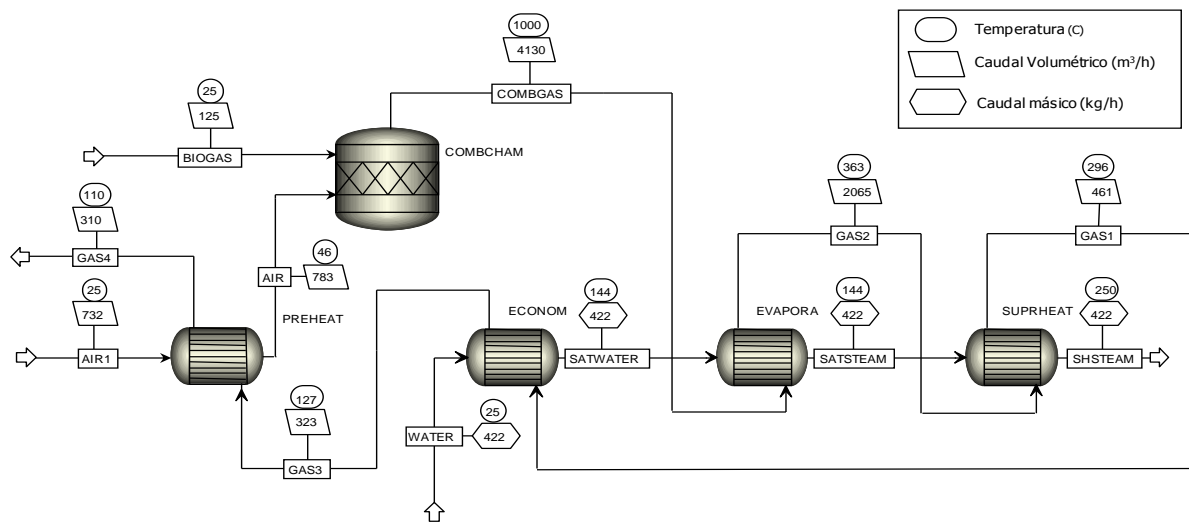 1000
4130
COMBGAS
Temperatura (C)
Caudal Volumétrico (m³/h)
Caudal másico (kg/h)
25
125
BIOGAS
COMBCHAM
110
310
GAS4
46
AIR
783
363
2065
GAS2
296
461
GAS1
25
732
AIR1
PREHEAT
ECONOM
144
422
SATWATER
EVAPORA
144
422
SATSTEAM
SUPRHEAT
250
422
SHSTEAM
127
323
GAS3
25
WATER
422